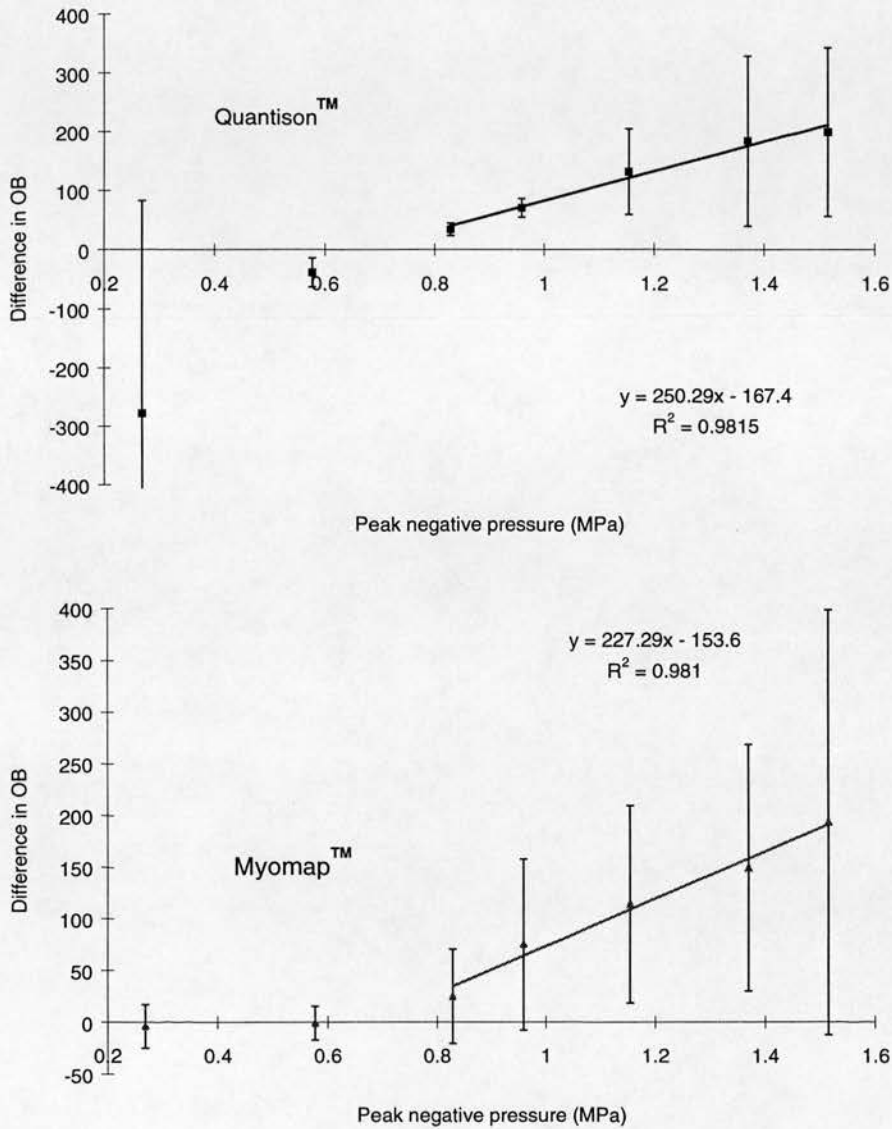 400
300
200
100
0
-100
-200
-300
-400
Difference in OB
Quantison™
0.2 0.4 0.6 0.8 1 1.2 1.4 1.6
y = 250.29x - 167.4
R² = 0.9815
Peak negative pressure (MPa)
400
350
300
250
200
150
100
50
0
-50
Difference in OB
y = 227.29x - 153.6
R² = 0.981
Myomap™
0.2 0.4 0.6 0.8 1 1.2 1.4 1.6
Peak negative pressure (MPa)